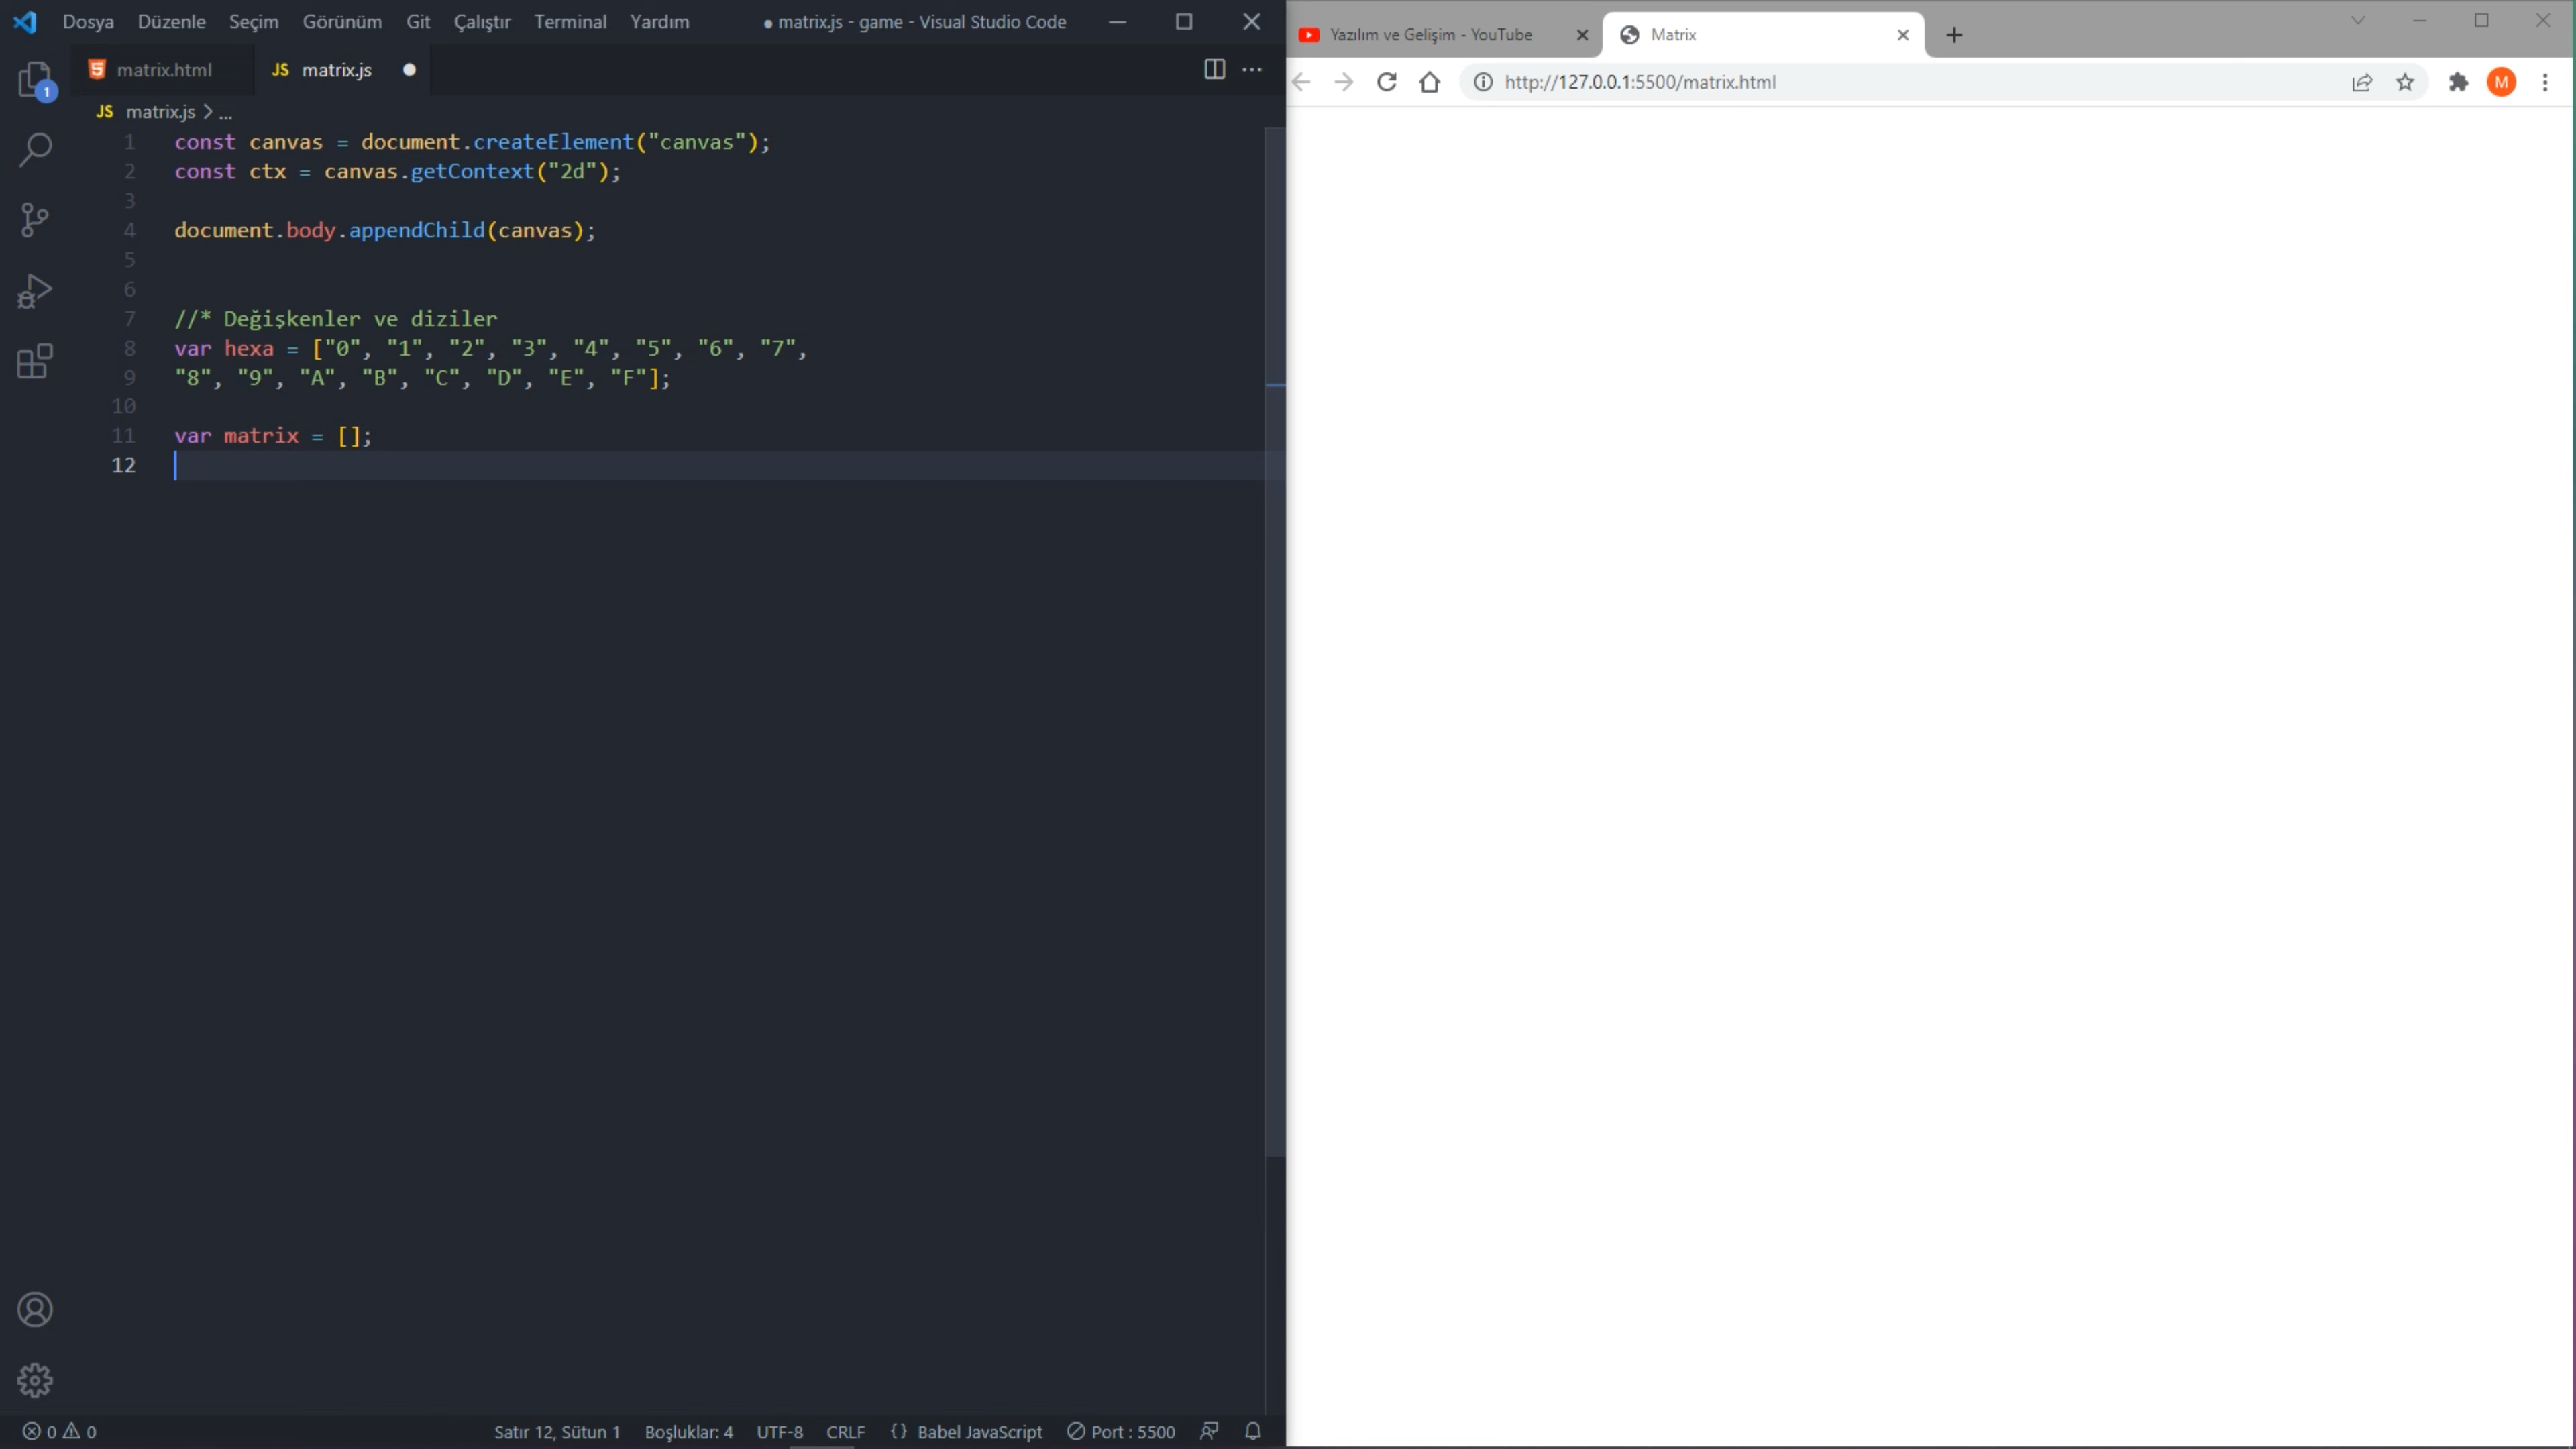 Dosya Düzenle Seçim Görünüm Git Çalıştır Terminal Yardım ● matrix.js - game - Visual Studio Code
matrix.html JS matrix.js
1
JS matrix.js > ...
1 const canvas = document.createElement("canvas");
2 const ctx = canvas.getContext("2d");
3
4 document.body.appendChild(canvas);
5
6
7 //* Değişkenler ve diziler
8 var hexa = ["0", "1", "2", "3", "4", "5", "6", "7",
9 "8", "9", "A", "B", "C", "D", "E", "F"];
10
11 var matrix = [];
12
0 0 Satır 12, Sütun 1 Boşluklar: 4 UTF-8 CRLF {} Babel JavaScript Port : 5500
Yazılım ve Gelişim - YouTube Matrix
http://127.0.0.1:5500/matrix.html M